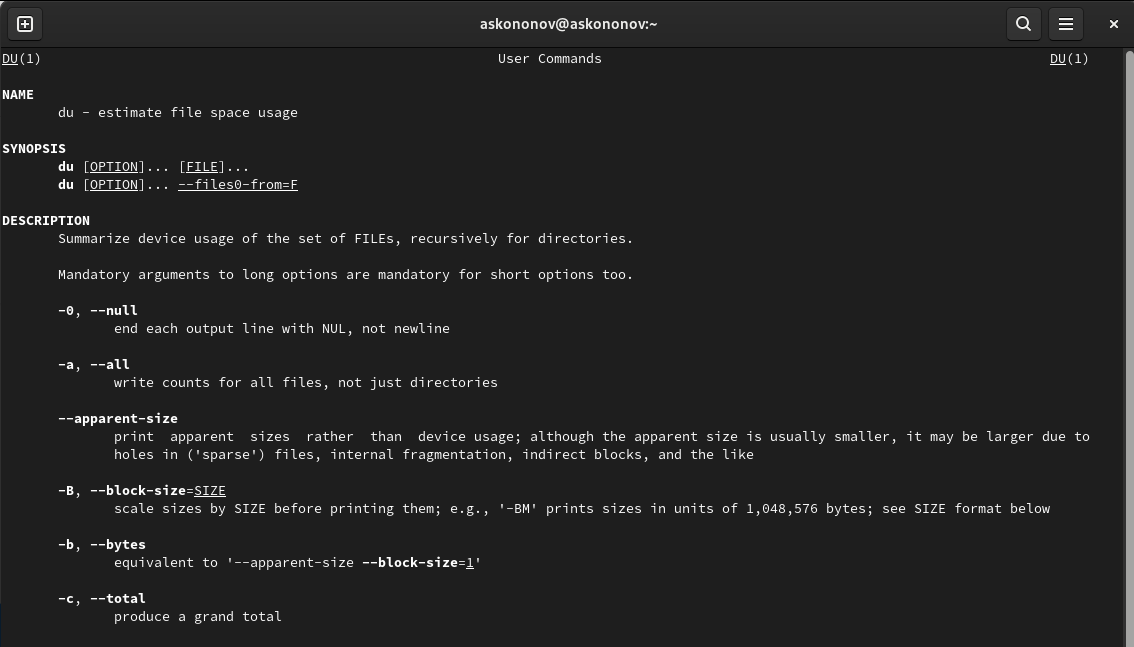 askononov@askononov:~
DU(1) User Commands DU(1)
NAME
du - estimate file space usage
SYNOPSIS
du [OPTION]... [FILE]...
du [OPTION]... --files0-from=F
DESCRIPTION
Summarize device usage of the set of FILEs, recursively for directories.
Mandatory arguments to long options are mandatory for short options too.
-0, --null
end each output line with NUL, not newline
-a, --all
write counts for all files, not just directories
--apparent-size
print apparent sizes rather than device usage; although the apparent size is usually smaller, it may be larger due to
holes in ('sparse') files, internal fragmentation, indirect blocks, and the like
-B, --block-size=SIZE
scale sizes by SIZE before printing them; e.g., '-BM' prints sizes in units of 1,048,576 bytes; see SIZE format below
-b, --bytes
equivalent to '--apparent-size --block-size=1'
-c, --total
produce a grand total